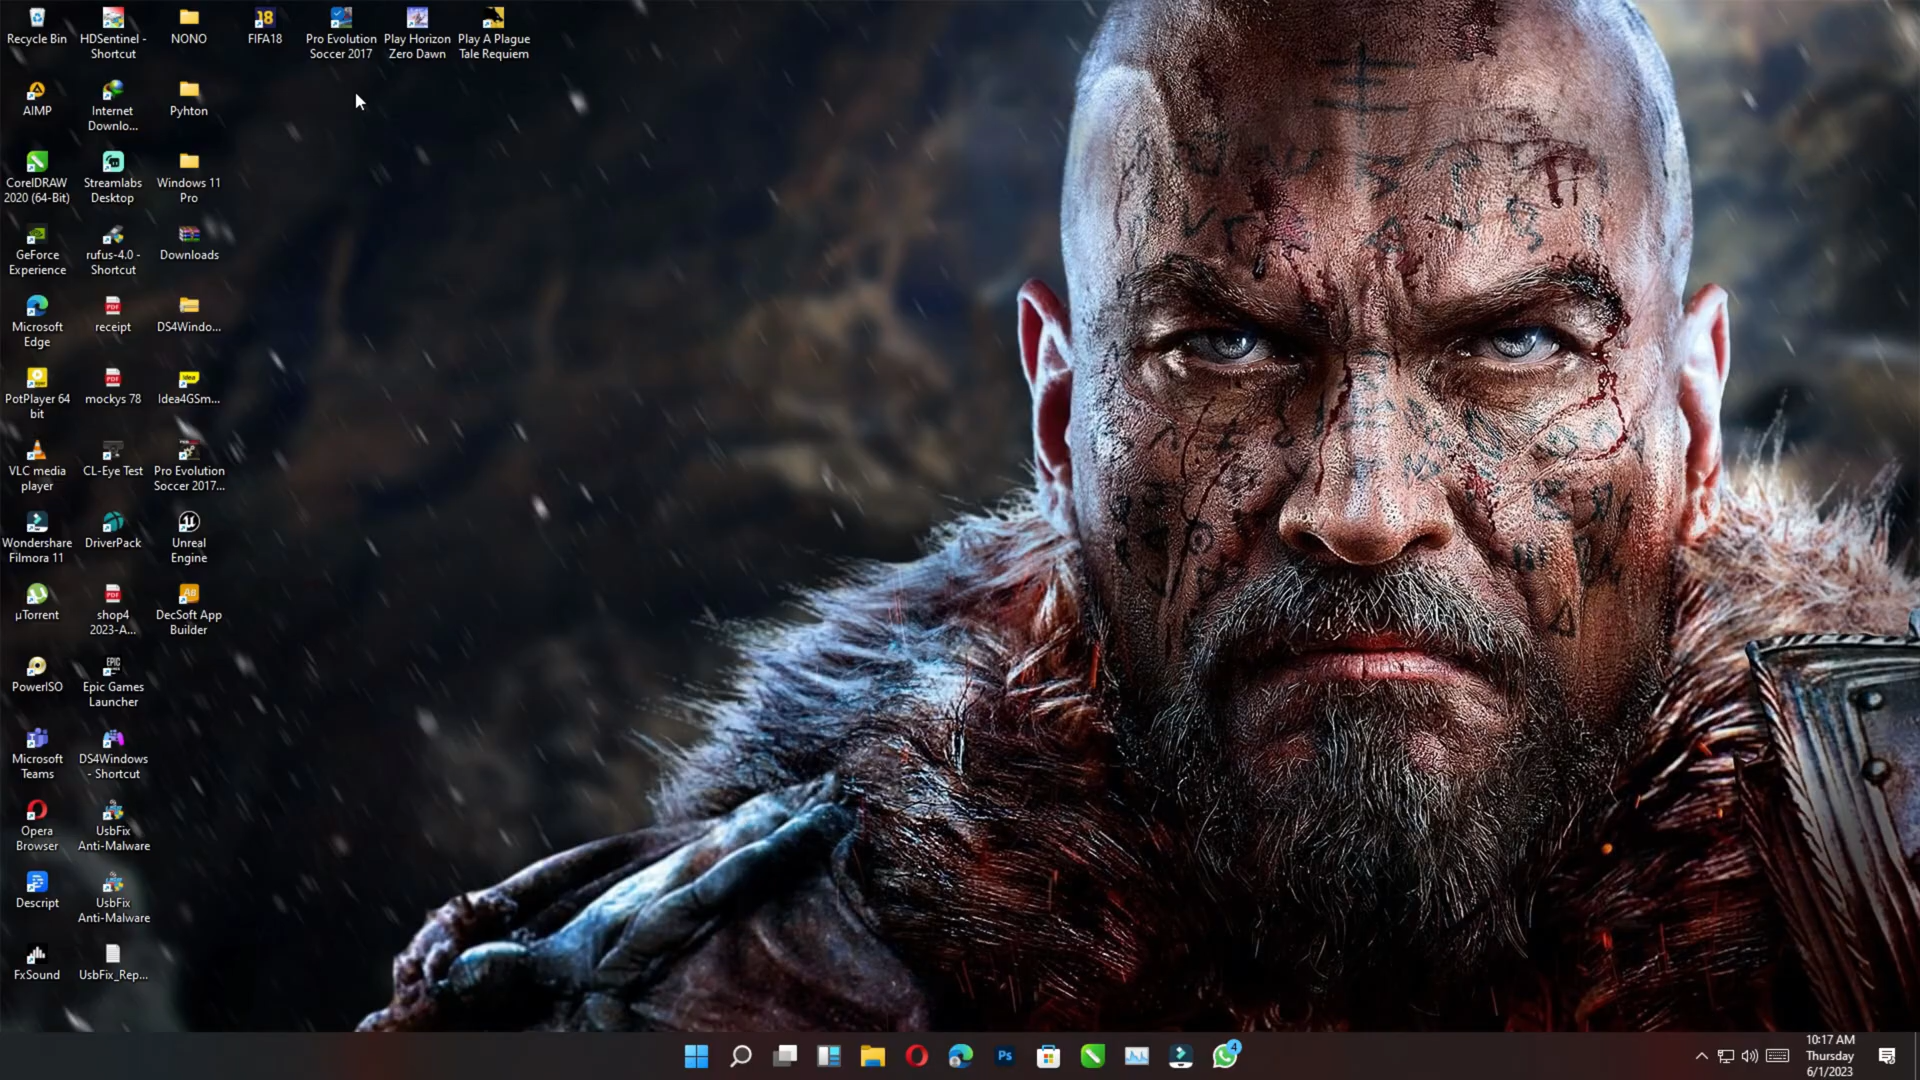 Recycle Bin
HDSentinel -
Shortcut
NONO
FIFA18
Pro Evolution
Soccer 2017
Play Horizon
Zero Dawn
Play A Plague
Tale Requiem
AIMP
Internet
Downlo...
Pyhton
CorelDRAW
2020 (64-Bit)
Streamlabs
Desktop
Windows 11
Pro
GeForce
Experience
rufus-4.0 -
Shortcut
Downloads
Microsoft
Edge
receipt
DS4Windo...
PotPlayer 64
bit
mockys 78
Idea4GSm...
VLC media
player
CL-Eye Test
Pro Evolution
Soccer 2017...
Wondershare
Filmora 11
DriverPack
Unreal
Engine
µTorrent
shop4
2023-A...
DecSoft App
Builder
PowerISO
Epic Games
Launcher
Microsoft
Teams
DS4Windows
- Shortcut
Opera
Browser
UsbFix
Anti-Malware
Descript
UsbFix
Anti-Malware
FxSound
UsbFix_Rep...
Ps
4
10:17 AM
Thursday
6/1/2023